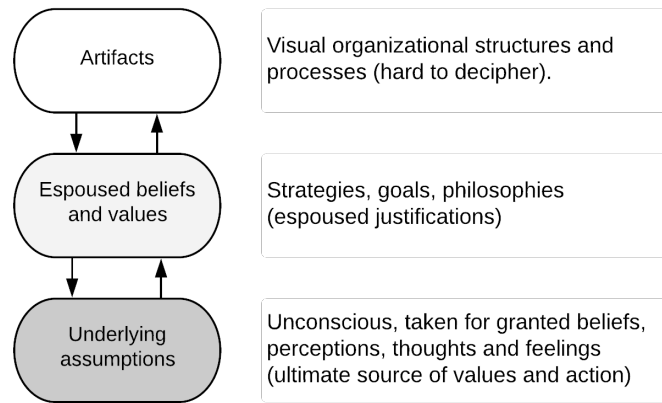 Artifacts
Visual organizational structures and
processes (hard to decipher).
Espoused beliefs
and values
Strategies, goals, philosophies
(espoused justifications)
Underlying
assumptions
Unconscious, taken for granted beliefs,
perceptions, thoughts and feelings
(ultimate source of values and action)